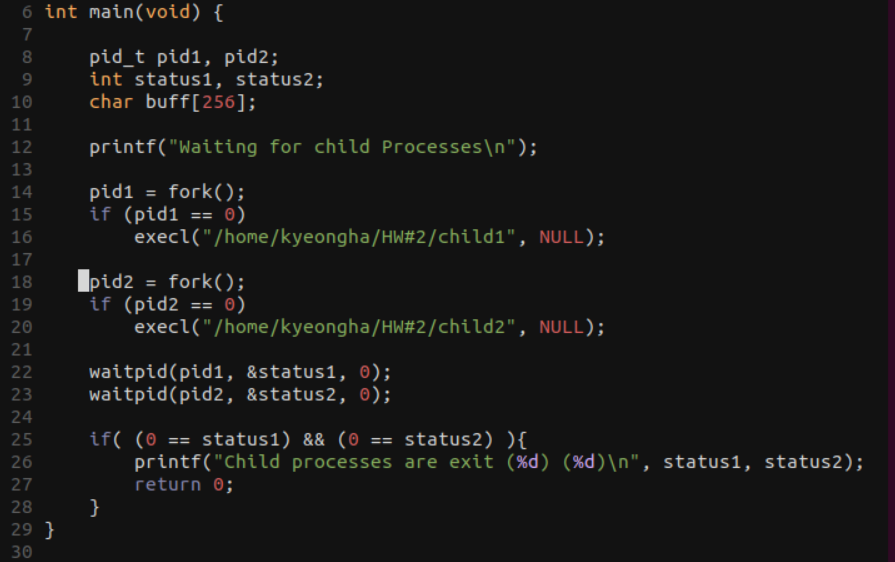 6 int main(void) {
7
8     pid_t pid1, pid2;
9     int status1, status2;
10     char buff[256];
11
12     printf("Waiting for child Processes\n");
13
14     pid1 = fork();
15     if (pid1 == 0)
16         execl("/home/kyeongha/HW#2/child1", NULL);
17
18     pid2 = fork();
19     if (pid2 == 0)
20         execl("/home/kyeongha/HW#2/child2", NULL);
21
22     waitpid(pid1, &status1, 0);
23     waitpid(pid2, &status2, 0);
24
25     if( (0 == status1) && (0 == status2) ){
26         printf("Child processes are exit (%d) (%d)\n", status1, status2);
27         return 0;
28     }
29 }
30